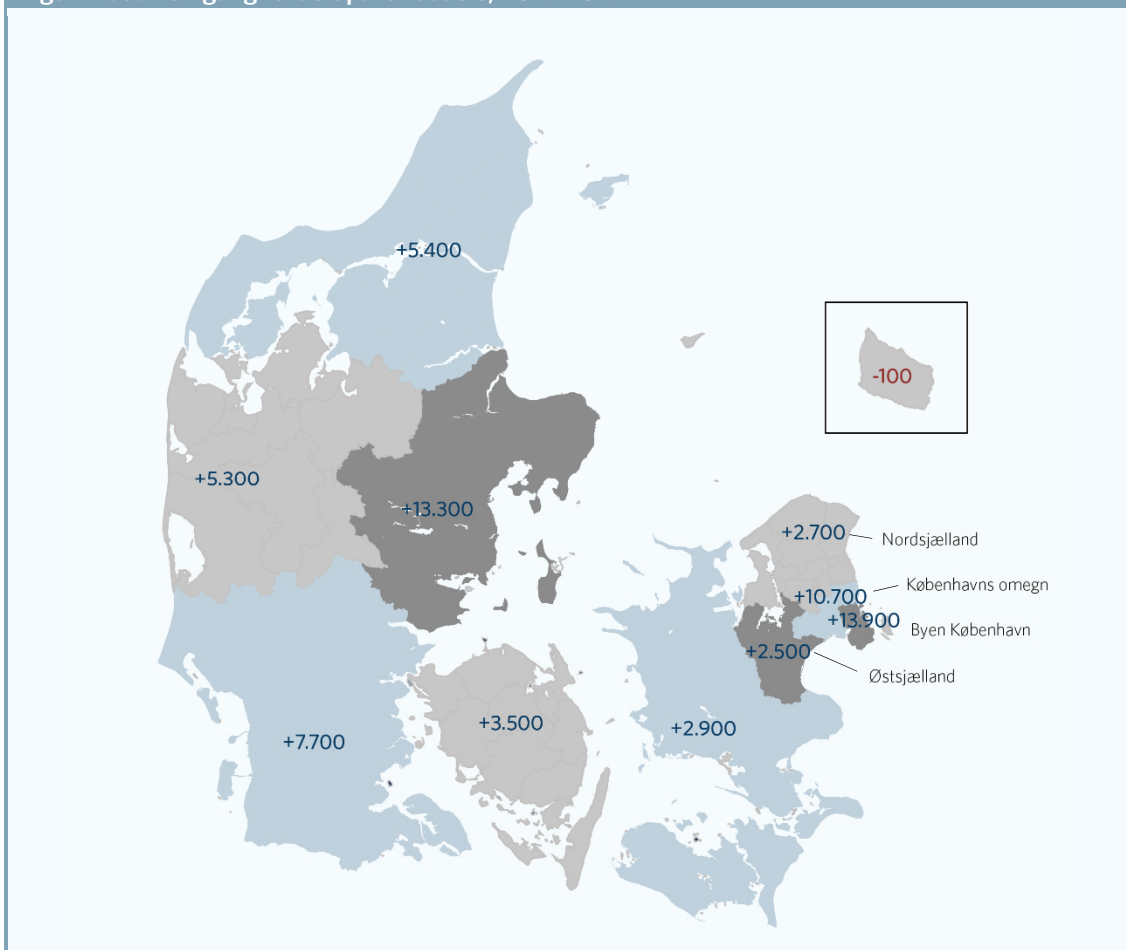 +5.400
-100
+5.300
+13.300
+2.700
Nordsjælland
+10.700
Københavns omegn
+13.900
Byen København
+2.500
Østsjælland
+3.500
+2.900
+7.700